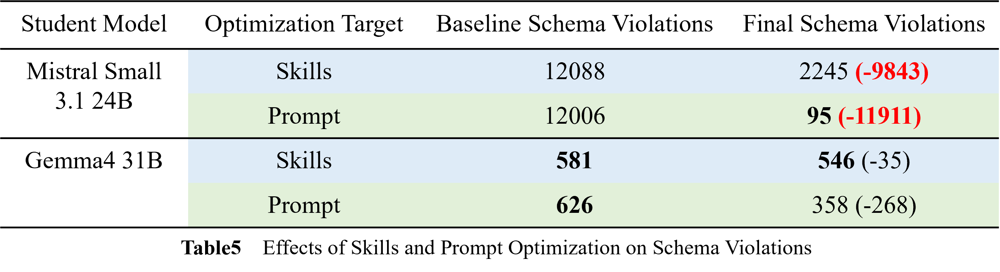 Student Model Optimization Target Baseline Schema Violations Final Schema Violations
Mistral Small 3.1 24B Skills 12088 2245 (-9843)
Prompt 12006 95 (-11911)
Gemma4 31B Skills 581 546 (-35)
Prompt 626 358 (-268)
Table5 Effects of Skills and Prompt Optimization on Schema Violations